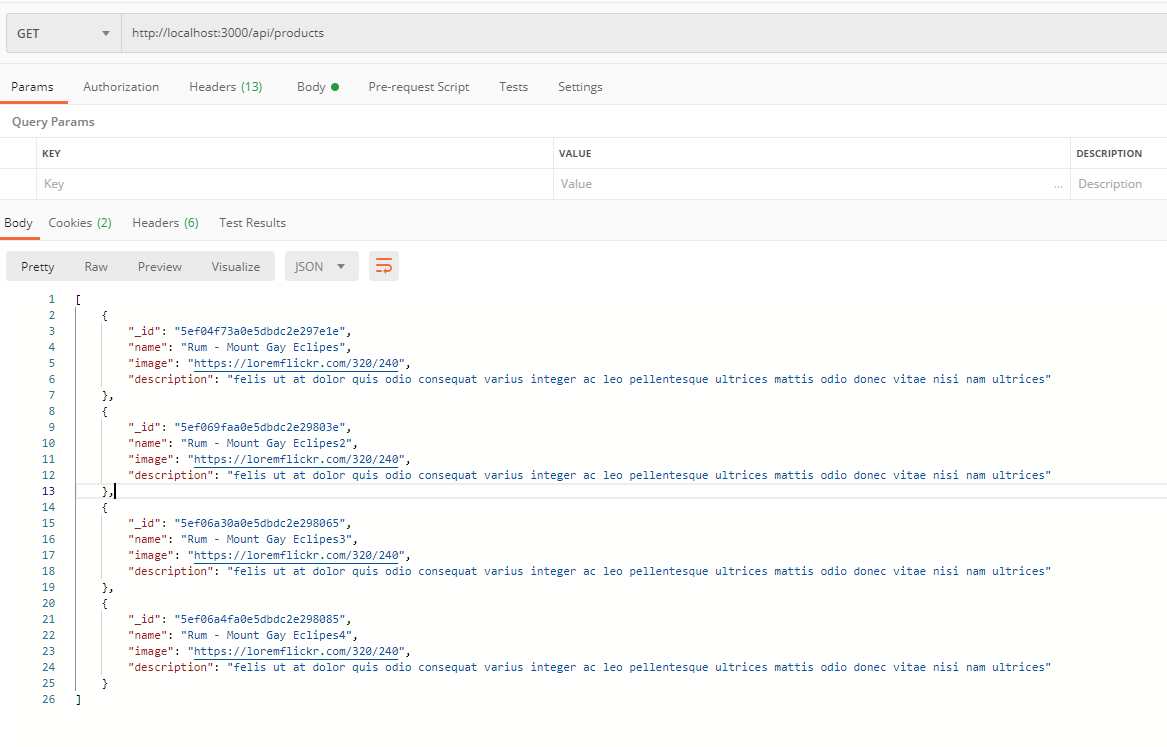 GET http://localhost:3000/api/products
Params Authorization Headers (13) Body Pre-request Script Tests Settings
Query Params
KEY VALUE DESCRIPTION
Key Value ... Description
Body Cookies (2) Headers (6) Test Results
Pretty Raw Preview Visualize JSON
1 [
2 {
3 "_id": "5ef04f73a0e5dbdc2e297e1e",
4 "name": "Rum - Mount Gay Eclipes",
5 "image": "https://loremflickr.com/320/240",
6 "description": "felis ut at dolor quis odio consequat varius integer ac leo pellentesque ultrices mattis odio donec vitae nisi nam ultrices"
7 },
8 {
9 "_id": "5ef069faa0e5dbdc2e29803e",
10 "name": "Rum - Mount Gay Eclipes2",
11 "image": "https://loremflickr.com/320/240",
12 "description": "felis ut at dolor quis odio consequat varius integer ac leo pellentesque ultrices mattis odio donec vitae nisi nam ultrices"
13 },
14 {
15 "_id": "5ef06a30a0e5dbdc2e298065",
16 "name": "Rum - Mount Gay Eclipes3",
17 "image": "https://loremflickr.com/320/240",
18 "description": "felis ut at dolor quis odio consequat varius integer ac leo pellentesque ultrices mattis odio donec vitae nisi nam ultrices"
19 },
20 {
21 "_id": "5ef06a4fa0e5dbdc2e298085",
22 "name": "Rum - Mount Gay Eclipes4",
23 "image": "https://loremflickr.com/320/240",
24 "description": "felis ut at dolor quis odio consequat varius integer ac leo pellentesque ultrices mattis odio donec vitae nisi nam ultrices"
25 }
26 ]